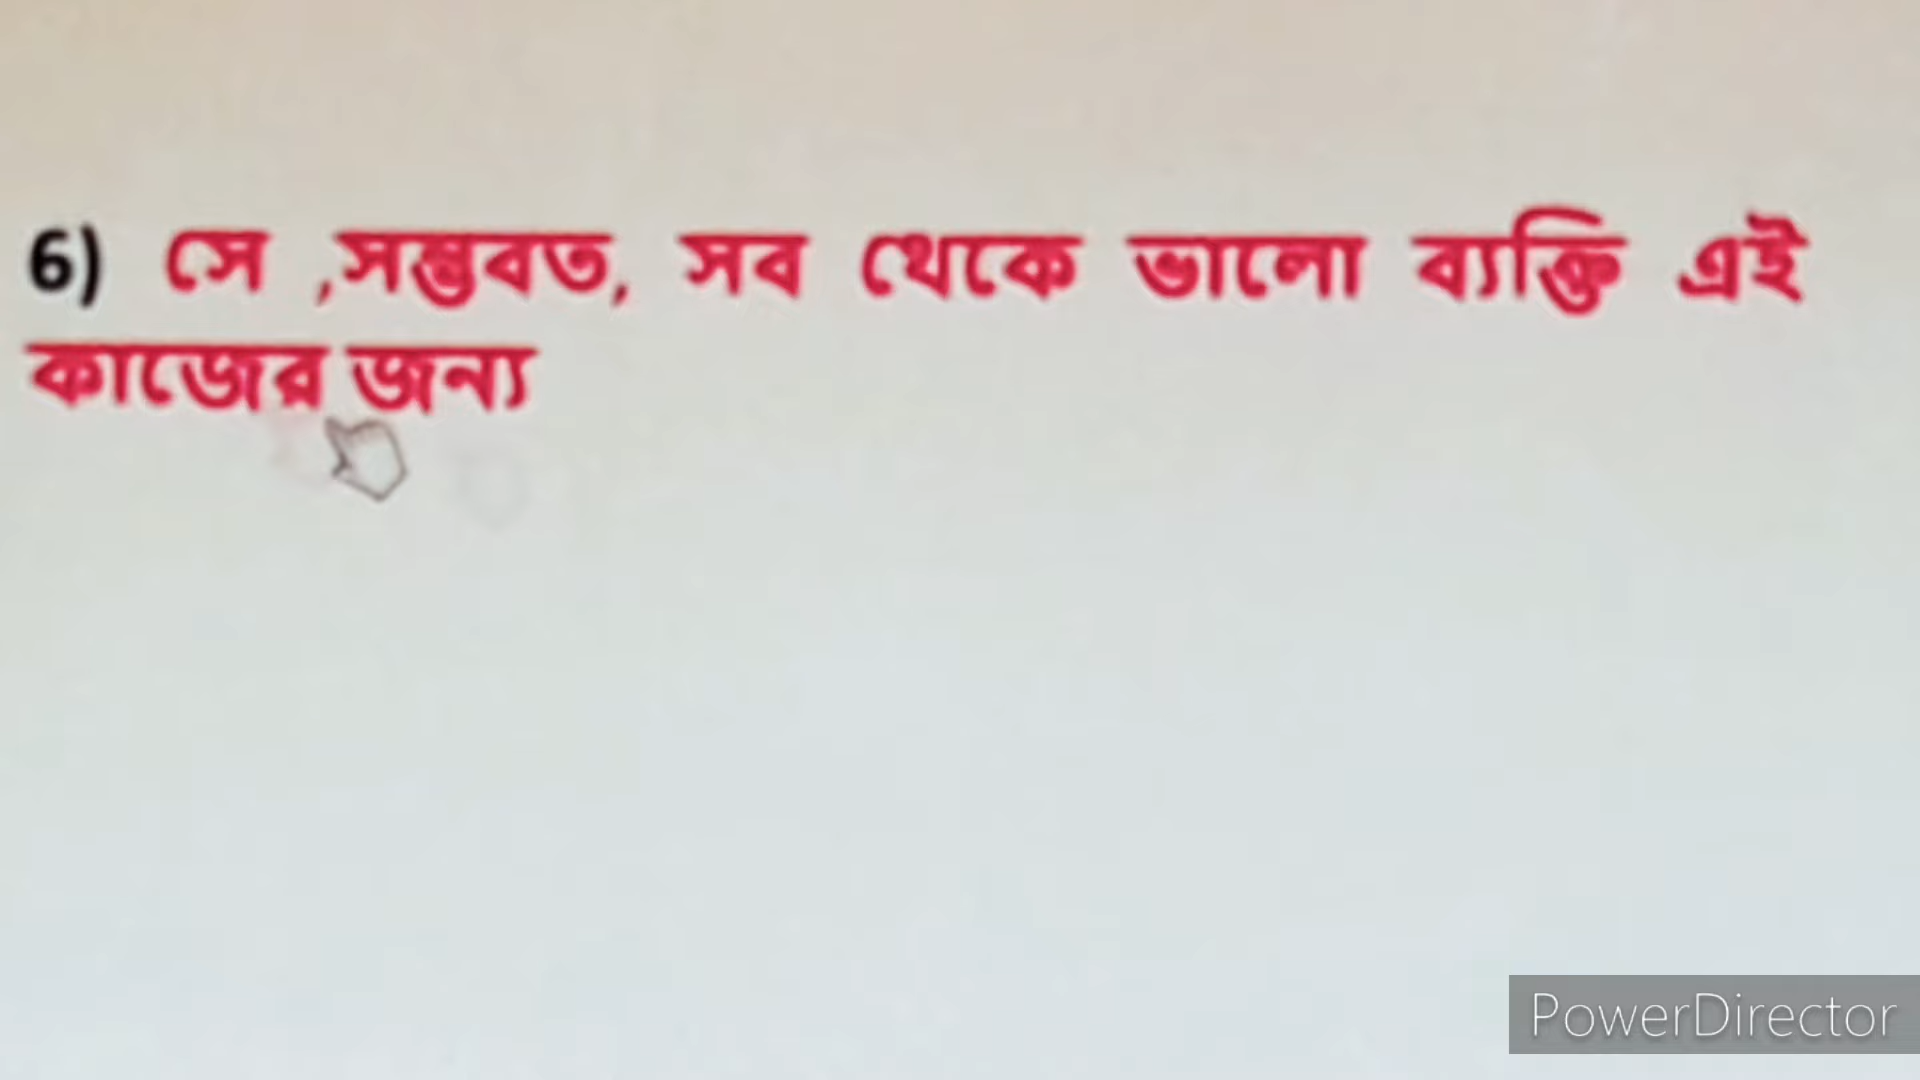 6) সে ,সম্ভবত, সব থেকে ভালো ব্যক্তি এই
কাজের জন্য
PowerDirector